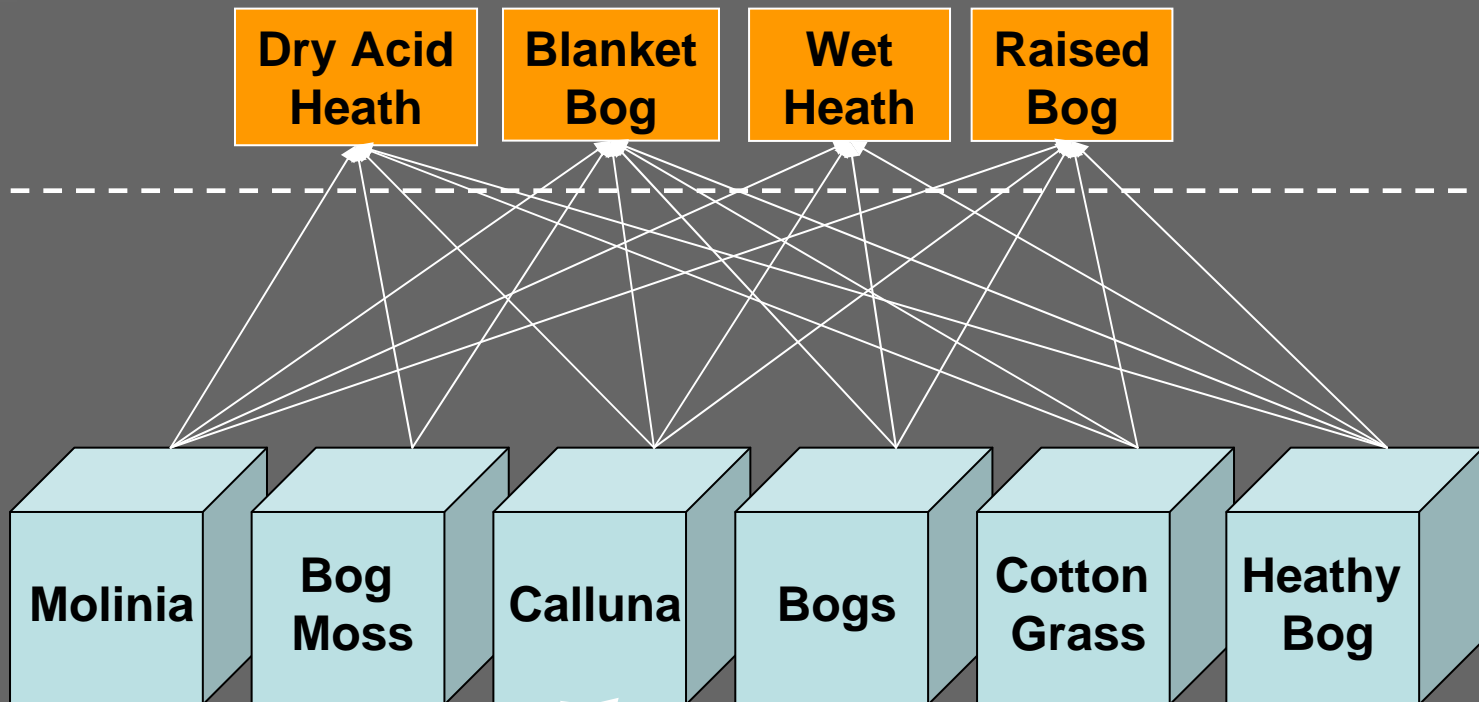 Dry Acid
Heath
Blanket
Bog
Wet
Heath
Raised
Bog
Molinia
Bog
Moss
Calluna
Bogs
Cotton
Grass
Heathy
Bog